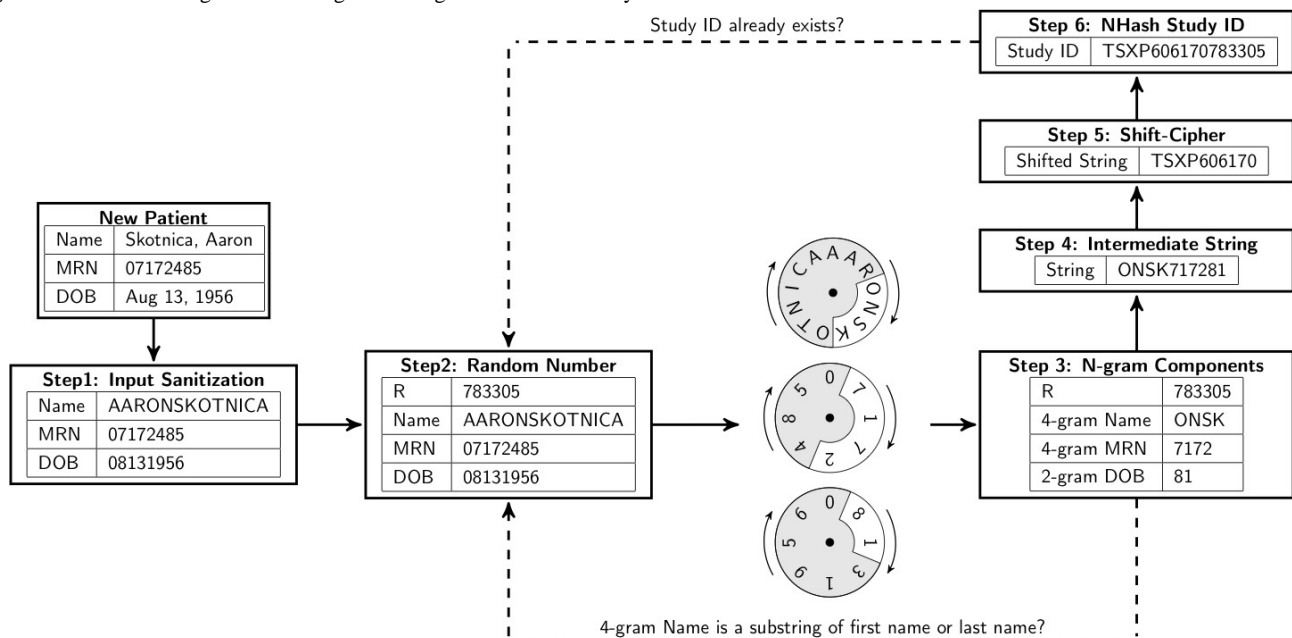 Study ID already exists?
Step 6: NHash Study ID
Study ID TSXP606170783305
Step 5: Shift-Cipher
Shifted String TSXP606170
Step 4: Intermediate String
String ONSK717281
New Patient
Name Skotnica, Aaron
MRN 07172485
DOB Aug 13, 1956
Step1: Input Sanitization
Name AARONSKOTNICA
MRN 07172485
DOB 08131956
Step2: Random Number
R 783305
Name AARONSKOTNICA
MRN 07172485
DOB 08131956
AARONSKOTNICA
07172485
08131956
Step 3: N-gram Components
R 783305
4-gram Name ONSK
4-gram MRN 7172
2-gram DOB 81
4-gram Name is a substring of first name or last name?